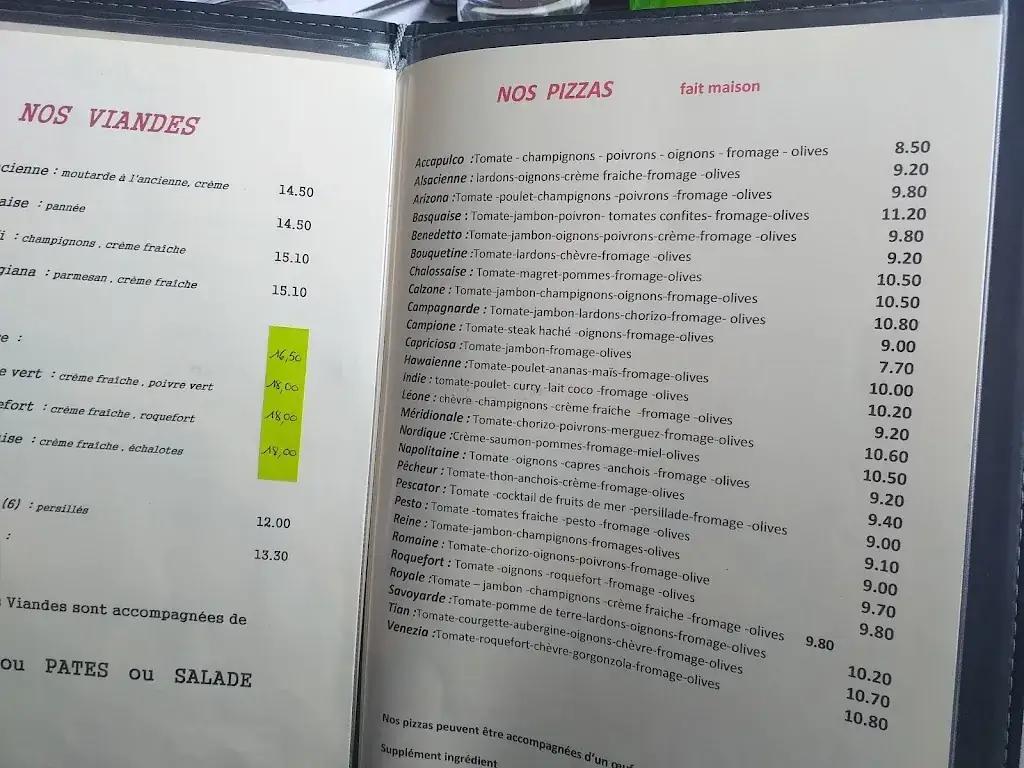 NOS VIANDES
cienne : moutarde à l'ancienne, crème 14.50
aise : pannée 14.50
i : champignons, crème fraîche 15.10
giana : parmesan, crème fraîche 15.10
e : 16,50
e vert : crème fraîche, poivre vert 18,00
efort : crème fraîche, roquefort 18,00
ise : crème fraîche, échalotes 18,00
(6) : persillés 12.00
: 13.30
s Viandes sont accompagnées de
ou PATES ou SALADE
NOS PIZZAS fait maison
Accapulco :Tomate - champignons - poivrons - oignons - fromage - olives 8.50
Alsacienne : lardons-oignons-crème fraiche-fromage -olives 9.20
Arizona :Tomate -poulet-champignons -poivrons -fromage -olives 9.80
Basquaise : Tomate-jambon-poivron- tomates confites- fromage-olives 11.20
Benedetto :Tomate-jambon-oignons-poivrons-crème-fromage -olives 9.80
Bouquetine :Tomate-lardons-chèvre-fromage -olives 9.20
Chalossaise : Tomate-magret-pommes-fromage-olives 10.50
Calzone : Tomate-jambon-champignons-oignons-fromage-olives 10.50
Campagnarde : Tomate-jambon-lardons-chorizo-fromage- olives 10.80
Campione : Tomate-steak haché -oignons-fromage-olives 9.00
Capriciosa :Tomate-jambon-fromage-olives 7.70
Hawaienne :Tomate-poulet-ananas-maïs-fromage-olives 10.00
Indie : tomate-poulet- curry -lait coco -fromage -olives 10.20
Léone : chèvre -champignons -crème fraiche -fromage -olives 9.20
Méridionale : Tomate-chorizo-poivrons-merguez-fromage-olives 10.60
Nordique :Crème-saumon-pommes-fromage-miel-olives 10.50
Napolitaine : Tomate -oignons -capres -anchois -fromage -olives 9.20
Pêcheur : Tomate-thon-anchois-crème-fromage-olives 9.40
Pescator : Tomate -cocktail de fruits de mer -persillade-fromage -olives 9.00
Pesto : Tomate -tomates fraiche -pesto -fromage -olives 9.10
Reine : Tomate-jambon-champignons-fromages-olives 9.00
Romaine : Tomate-chorizo-oignons-poivrons-fromage-olive 9.70
Roquefort : Tomate -oignons -roquefort -fromage -olives 9.80
Royale :Tomate – jambon -champignons -crème fraiche -fromage -olives 9.80
Savoyarde :Tomate-pomme de terre-lardons-oignons-fromage-olives 10.20
Tian :Tomate-courgette-aubergine-oignons-chèvre-fromage-olives 10.70
Venezia :Tomate-roquefort-chèvre-gorgonzola-fromage-olives 10.80
Nos pizzas peuvent être accompagnées d'un œuf
Supplément ingrédient